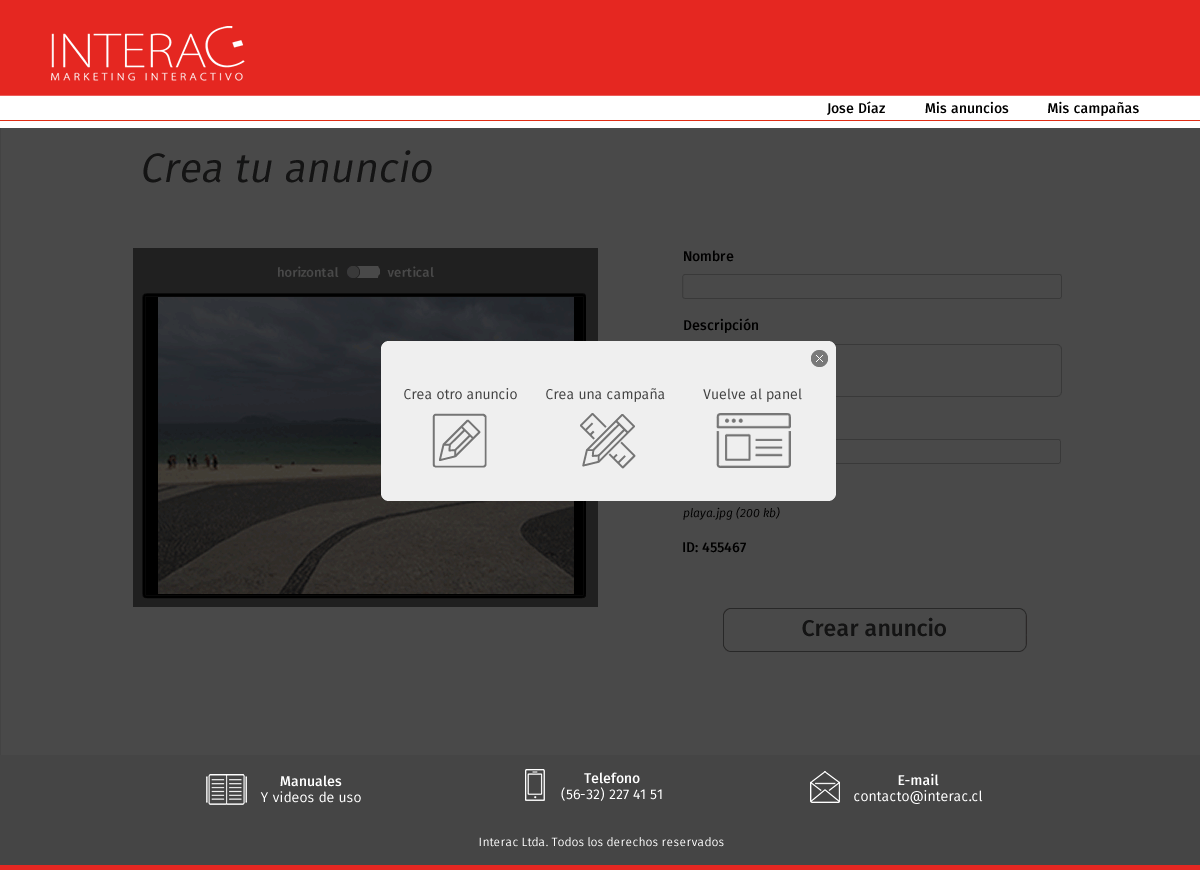 INTERAC
MARKETING INTERACTIVO
Jose Díaz Mis anuncios Mis campañas
Crea tu anuncio
horizontal vertical
Nombre
Descripción
Crea otro anuncio Crea una campaña Vuelve al panel
playa.jpg (200 kb)
ID: 455467
Crear anuncio
Manuales
Y videos de uso
Telefono
(56-32) 227 41 51
E-mail
contacto@interac.cl
Interac Ltda. Todos los derechos reservados